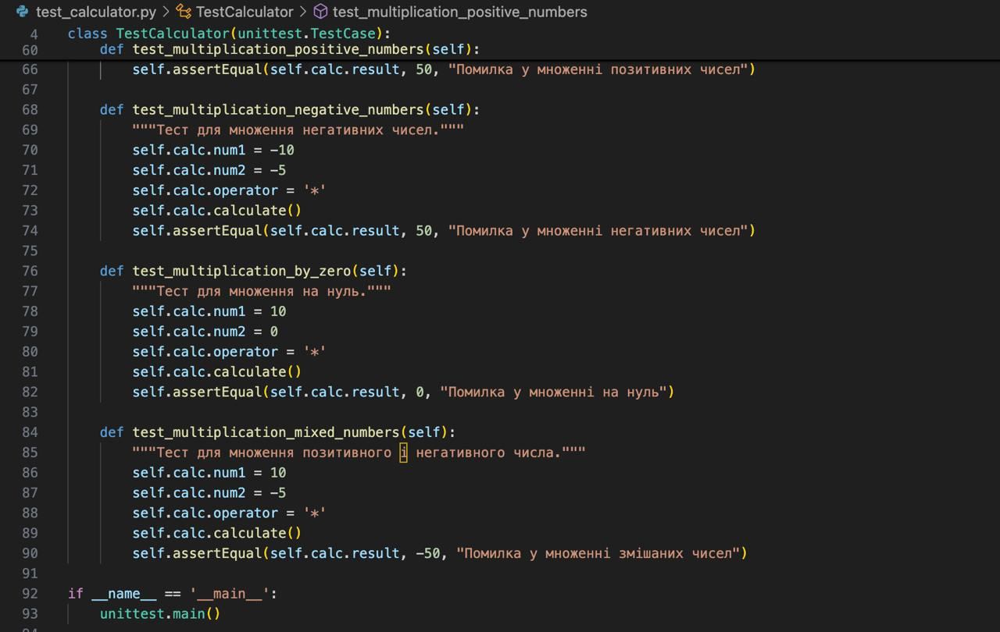 test_calculator.py > TestCalculator > test_multiplication_positive_numbers
4 class TestCalculator(unittest.TestCase):
60 def test_multiplication_positive_numbers(self):
66 self.assertEqual(self.calc.result, 50, "Помилка у множенні позитивних чисел")
67
68 def test_multiplication_negative_numbers(self):
69 """Тест для множення негативних чисел."""
70 self.calc.num1 = -10
71 self.calc.num2 = -5
72 self.calc.operator = '*'
73 self.calc.calculate()
74 self.assertEqual(self.calc.result, 50, "Помилка у множенні негативних чисел")
75
76 def test_multiplication_by_zero(self):
77 """Тест для множення на нуль."""
78 self.calc.num1 = 10
79 self.calc.num2 = 0
80 self.calc.operator = '*'
81 self.calc.calculate()
82 self.assertEqual(self.calc.result, 0, "Помилка у множенні на нуль")
83
84 def test_multiplication_mixed_numbers(self):
85 """Тест для множення позитивного і негативного числа."""
86 self.calc.num1 = 10
87 self.calc.num2 = -5
88 self.calc.operator = '*'
89 self.calc.calculate()
90 self.assertEqual(self.calc.result, -50, "Помилка у множенні змішаних чисел")
91
92 if __name__ == '__main__':
93 unittest.main()